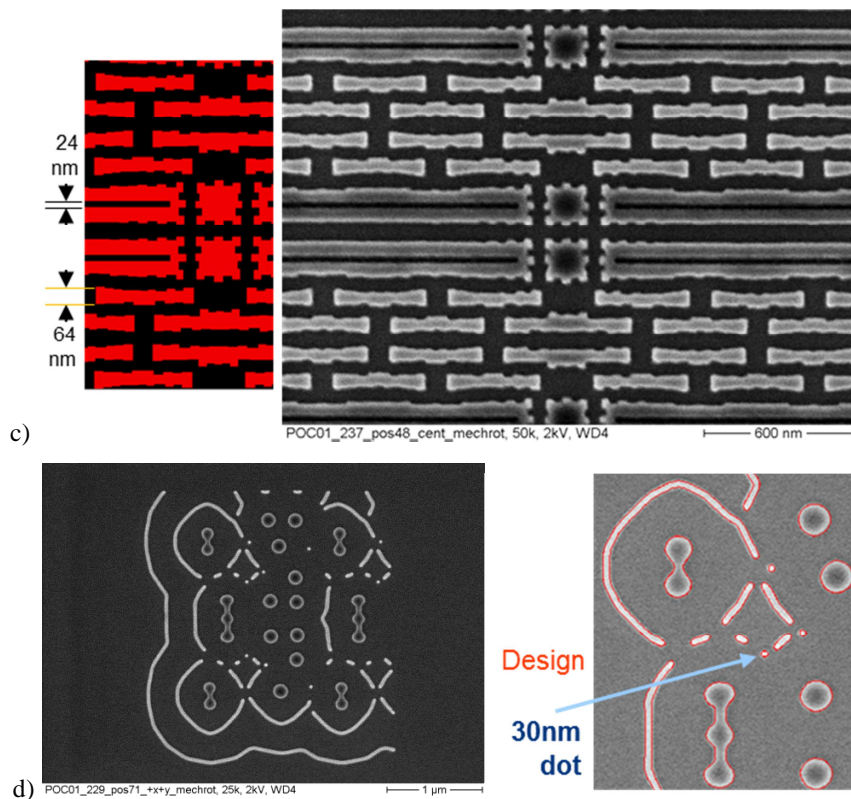 24
nm
64
nm
c)
POC01_237_pos48_cent_mechrot, 50k, 2kV, WD4
600 nm
Design
30nm
dot
d)
POC01_229_pos71_+x+y_mechrot, 25k, 2kV, WD4
1 µm